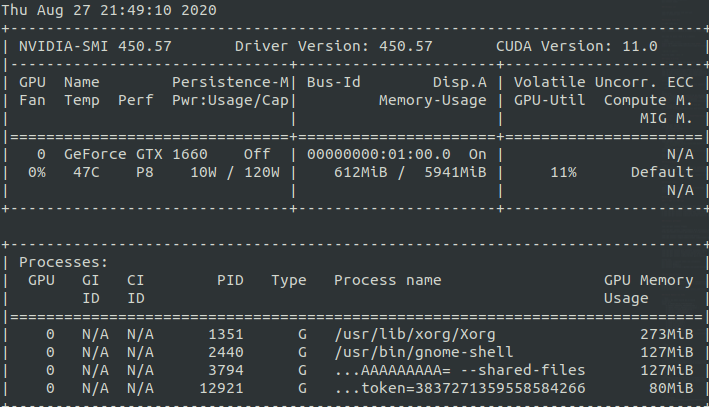 Thu Aug 27 21:49:10 2020
+-----------------------------------------------------------------------------+
| NVIDIA-SMI 450.57       Driver Version: 450.57       CUDA Version: 11.0     |
|-------------------------------+----------------------+----------------------+
| GPU  Name        Persistence-M| Bus-Id        Disp.A | Volatile Uncorr. ECC |
| Fan  Temp  Perf  Pwr:Usage/Cap|         Memory-Usage | GPU-Util  Compute M. |
|                               |                      |               MIG M. |
|===============================+======================+======================|
|   0  GeForce GTX 1660    Off  | 00000000:01:00.0  On |                  N/A |
|  0%   47C    P8    10W / 120W |    612MiB /  5941MiB |     11%      Default |
|                               |                      |                  N/A |
+-------------------------------+----------------------+----------------------+
+-----------------------------------------------------------------------------+
| Processes:                                                                  |
|  GPU   GI   CI        PID   Type   Process name                  GPU Memory |
|        ID   ID                                                   Usage      |
|=============================================================================|
|    0   N/A  N/A      1351      G   /usr/lib/xorg/Xorg                273MiB |
|    0   N/A  N/A      2440      G   /usr/bin/gnome-shell              127MiB |
|    0   N/A  N/A      3794      G   ...AAAAAAAAA= --shared-files      127MiB |
|    0   N/A  N/A     12921      G   ...token=3837271359558584266       80MiB |
+-----------------------------------------------------------------------------+